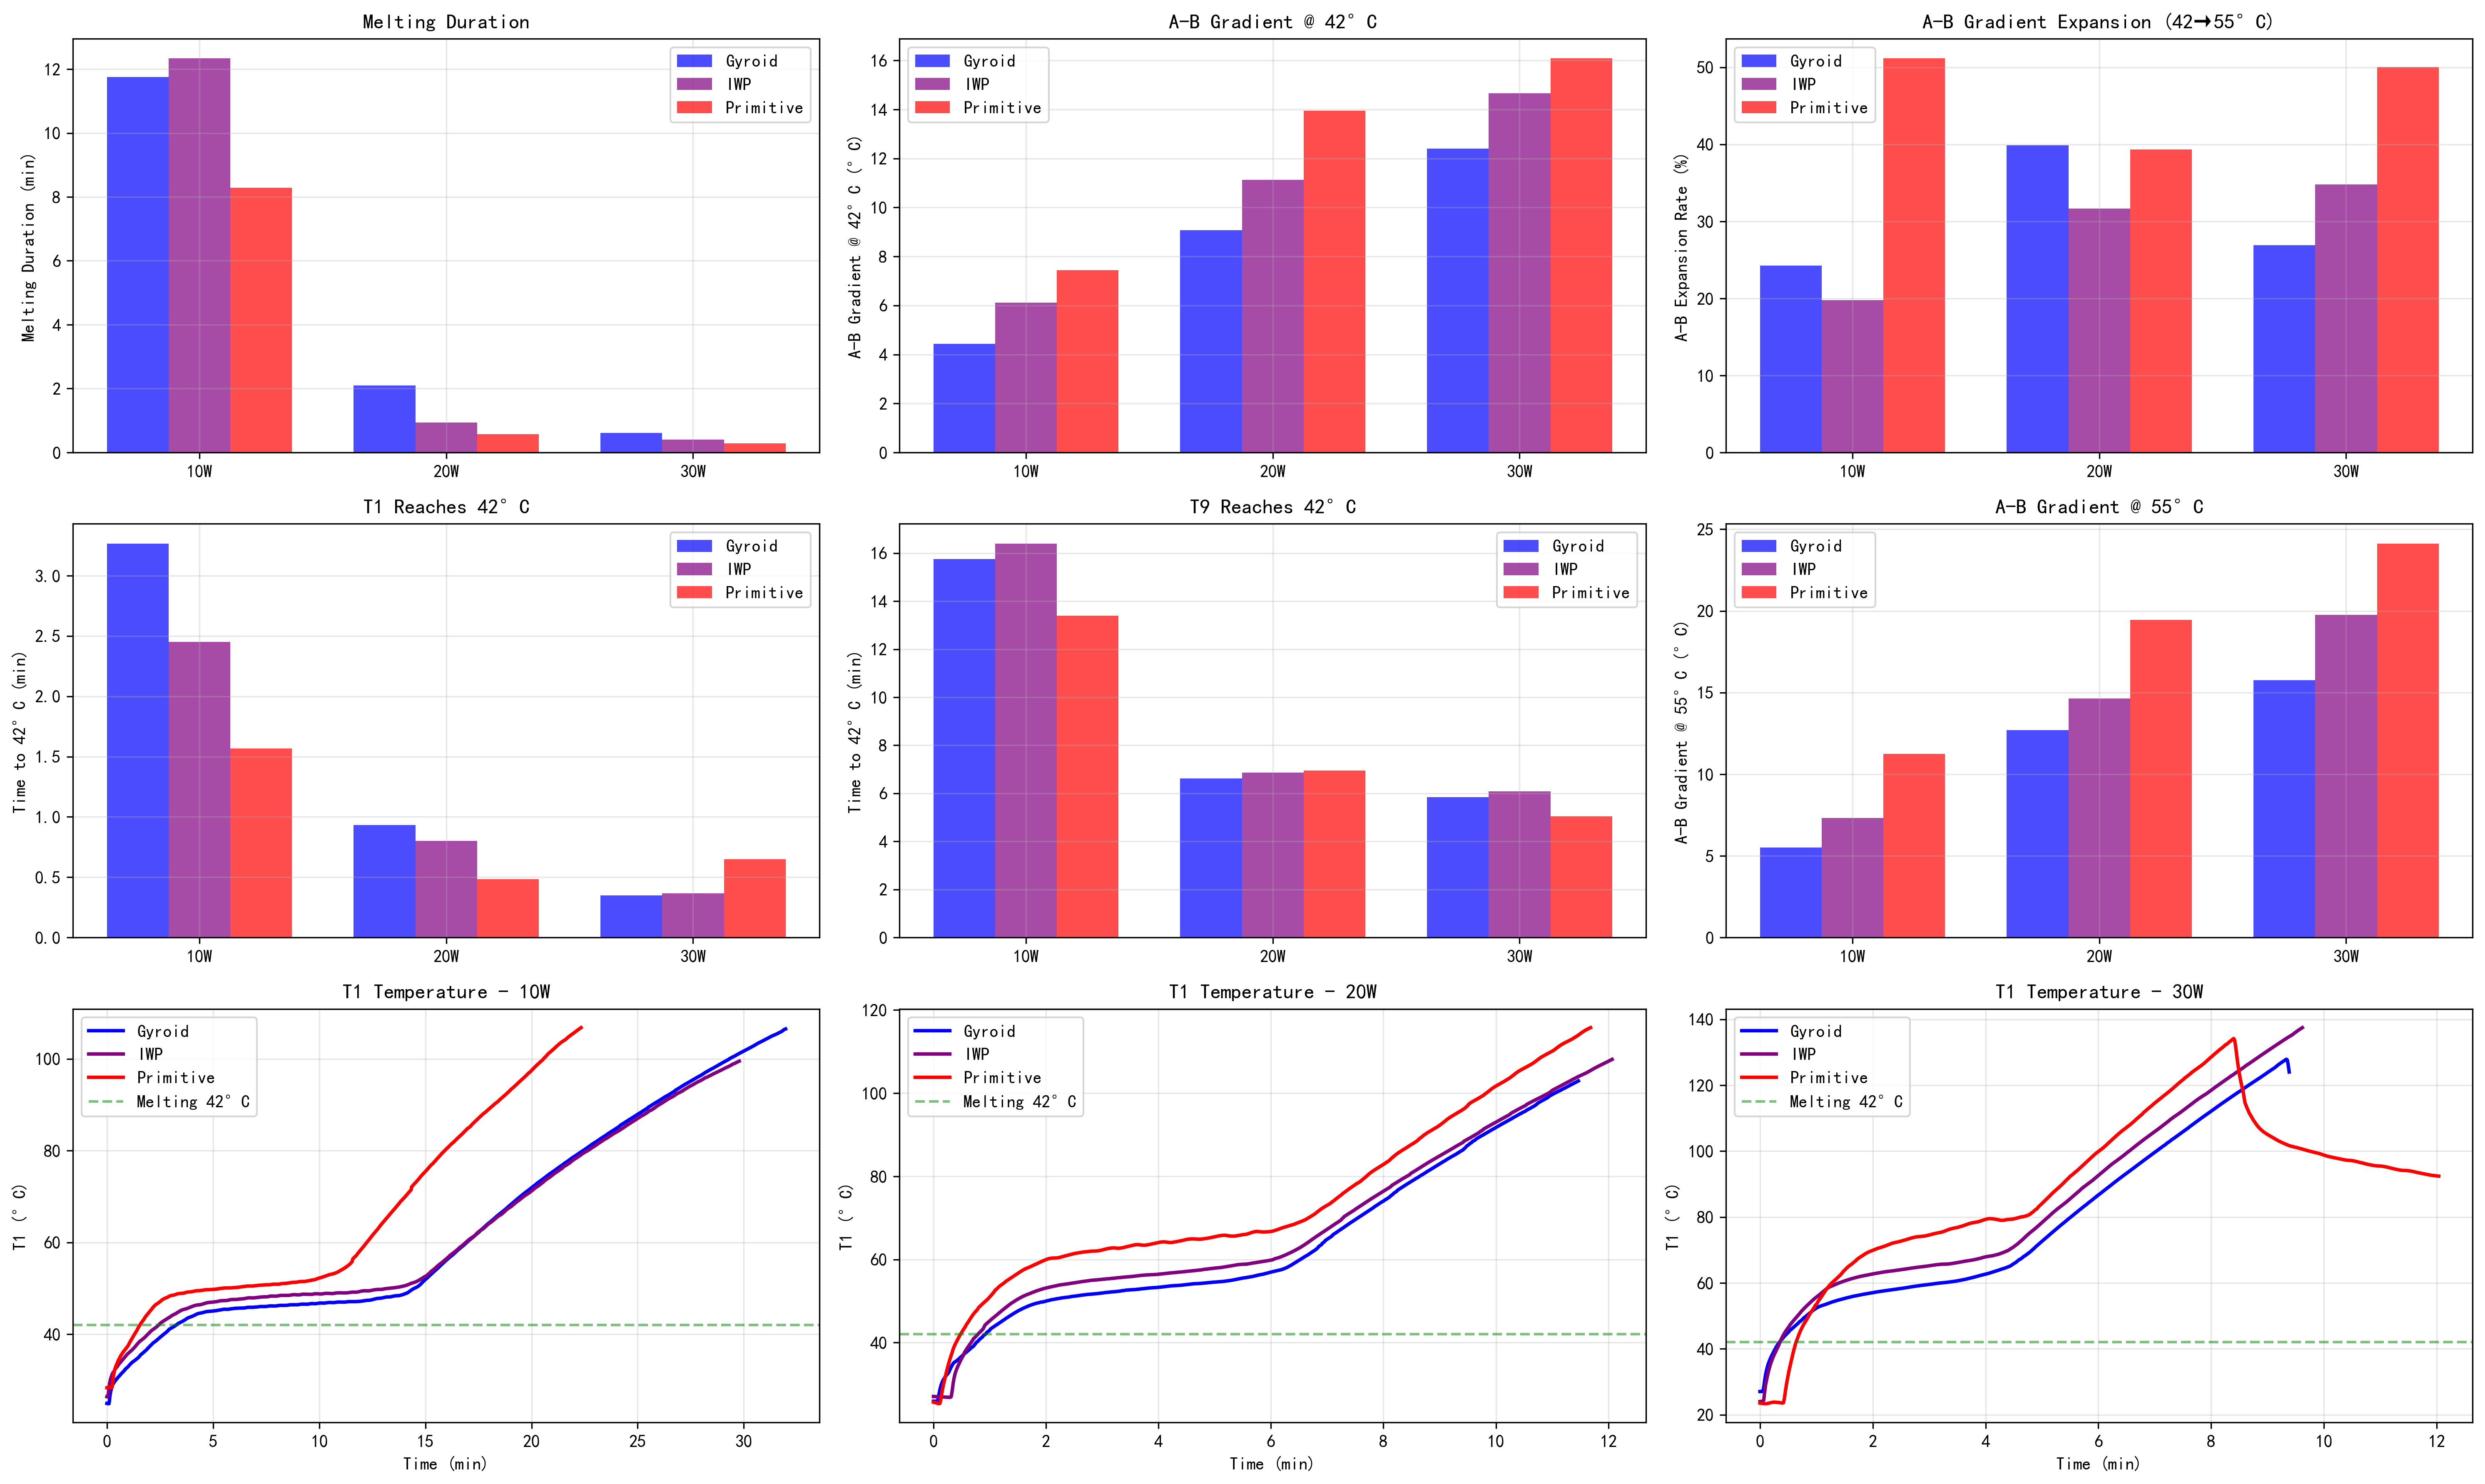 Melting Duration
Melting Duration (min)
12
10
8
6
4
2
0
Gyroid
IWP
Primitive
10W
20W
30W
A-B Gradient @ 42° C
A-B Gradient @ 42° C (° C)
16
14
12
10
8
6
4
2
0
Gyroid
IWP
Primitive
10W
20W
30W
A-B Gradient Expansion (42→55° C)
A-B Expansion Rate (%)
50
40
30
20
10
0
Gyroid
IWP
Primitive
10W
20W
30W
T1 Reaches 42° C
Time to 42° C (min)
3.0
2.5
2.0
1.5
1.0
0.5
0.0
Gyroid
IWP
Primitive
10W
20W
30W
T9 Reaches 42° C
Time to 42° C (min)
16
14
12
10
8
6
4
2
0
Gyroid
IWP
Primitive
10W
20W
30W
A-B Gradient @ 55° C
A-B Gradient @ 55° C (° C)
25
20
15
10
5
0
Gyroid
IWP
Primitive
10W
20W
30W
T1 Temperature - 10W
T1 (° C)
100
80
60
40
Gyroid
IWP
Primitive
Melting 42° C
0
5
10
15
20
25
30
Time (min)
T1 Temperature - 20W
T1 (° C)
120
100
80
60
40
Gyroid
IWP
Primitive
Melting 42° C
0
2
4
6
8
10
12
Time (min)
T1 Temperature - 30W
T1 (° C)
140
120
100
80
60
40
20
Gyroid
IWP
Primitive
Melting 42° C
0
2
4
6
8
10
12
Time (min)